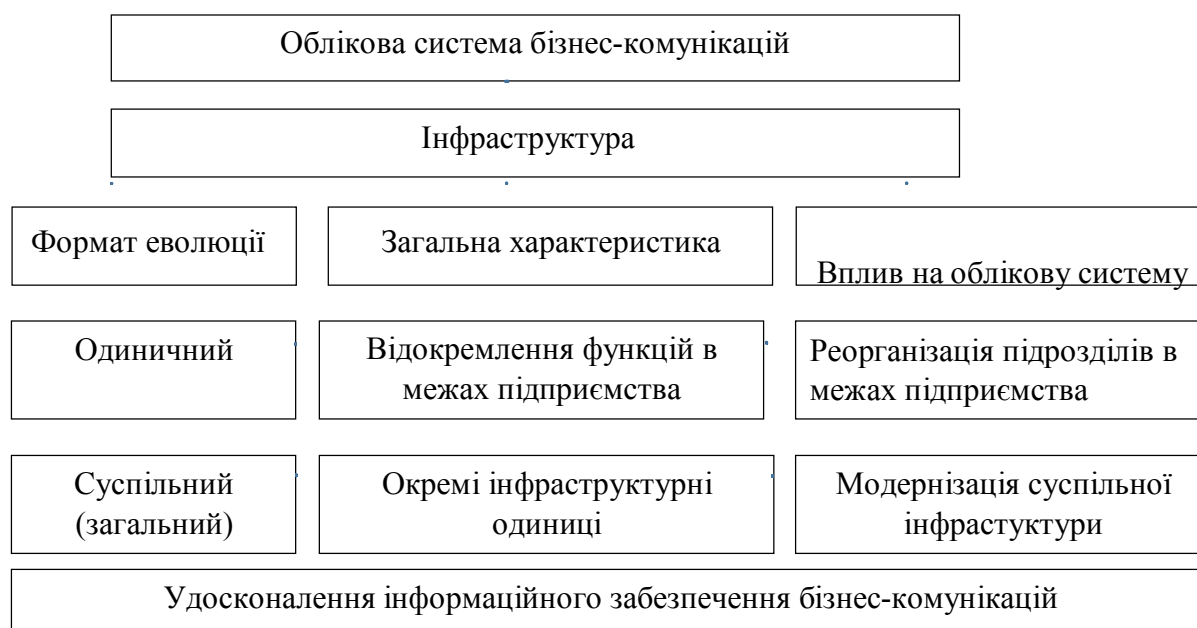 Облікова система бізнес-комунікацій
Інфраструктура
Формат еволюції
Загальна характеристика
Вплив на облікову систему
Одиничний
Відокремлення функцій в
межах підприємства
Реорганізація підрозділів в
межах підприємства
Суспільний
(загальний)
Окремі інфраструктурні
одиниці
Модернізація суспільної
інфрастуктури
Удосконалення інформаційного забезпечення бізнес-комунікацій